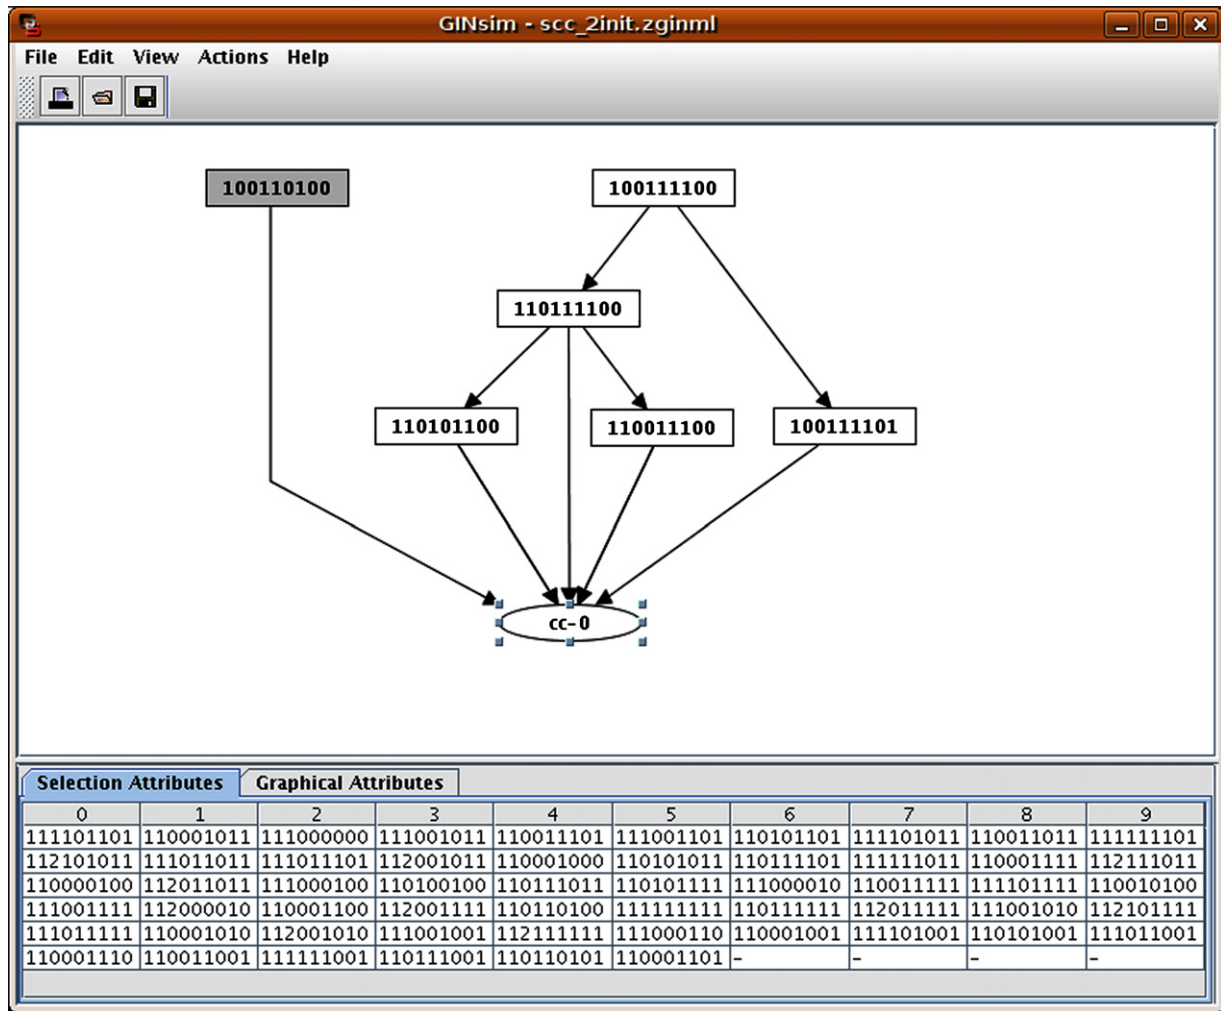 GINsim - scc_2init.zginml
File Edit View Actions Help
100110100 100111100
110111100
110101100 110011100 100111101
cc-0
Selection Attributes Graphical Attributes
0 1 2 3 4 5 6 7 8 9
111101101 110001011 111000000 111001011 110011101 111001101 110101101 111101011 110011011 111111101
112101011 111011011 111011101 112001011 110001000 110101011 110111101 111111011 110001111 112111011
110000100 112011011 111000100 110100100 110111011 110101111 111000010 110011111 111101111 110010100
111001111 112000010 110001100 112001111 110110100 111111111 110111111 112011111 111001010 112101111
111011111 110001010 112001010 111001001 112111111 111000110 110001001 111101001 110101001 111011001
110001110 110011001 111111001 110111001 110110101 110001101 – – – –